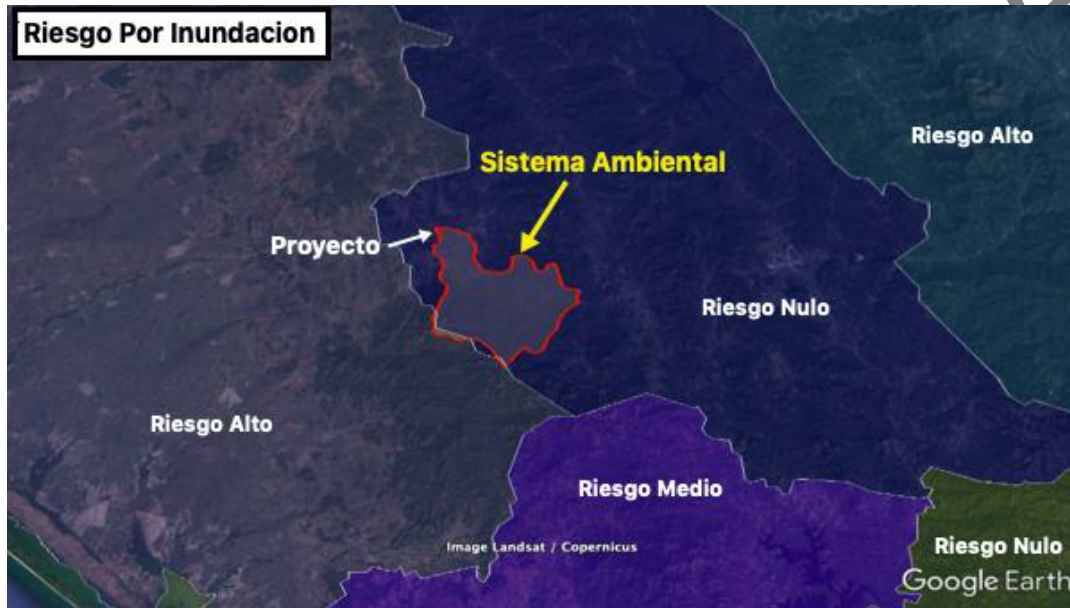 Riesgo Por Inundacion
Riesgo Alto
Sistema Ambiental
Proyecto
Riesgo Nulo
Riesgo Alto
Riesgo Medio
Image Landsat / Copernicus
Riesgo Nulo
Google Earth